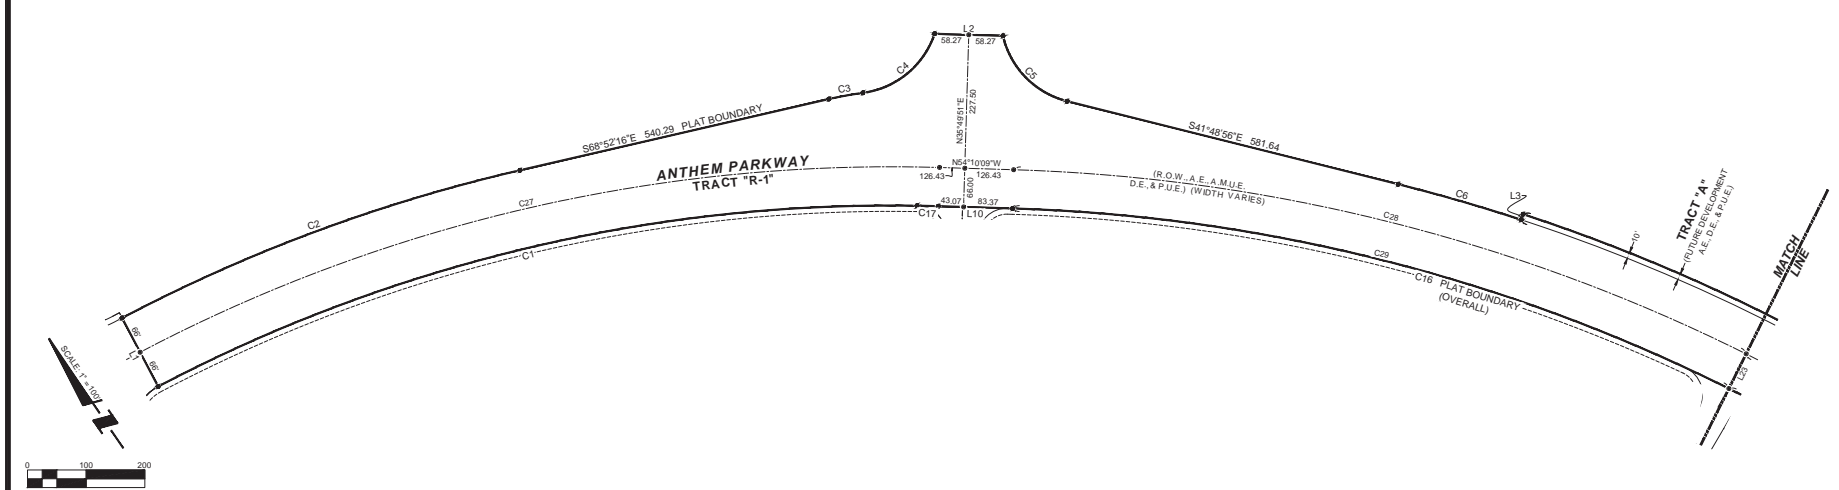 L2
58.27 58.27
C4
C5
C3
N35°49'51"E
227.50
S68°52'16"E 540.29 PLAT BOUNDARY
S41°48'56"E 581.64
ANTHEM PARKWAY
TRACT "R-1"
N54°10'09"W
126.43
126.43
66.00
(R.O.W., A.E., A.M.U.E.
D.E., & P.U.E.) (WIDTH VARIES)
C6
L3
TRACT "A"
(FUTURE DEVELOPMENT
A.E., D.E., & P.U.E.)
43.07 83.37
C17
L10
C2
C27
C28
C1
C29
C16 PLAT BOUNDARY
(OVERALL)
10'
MATCH
LINE
66'
L1
66'
L23
SCALE: 1" = 100'
N
0 100 200